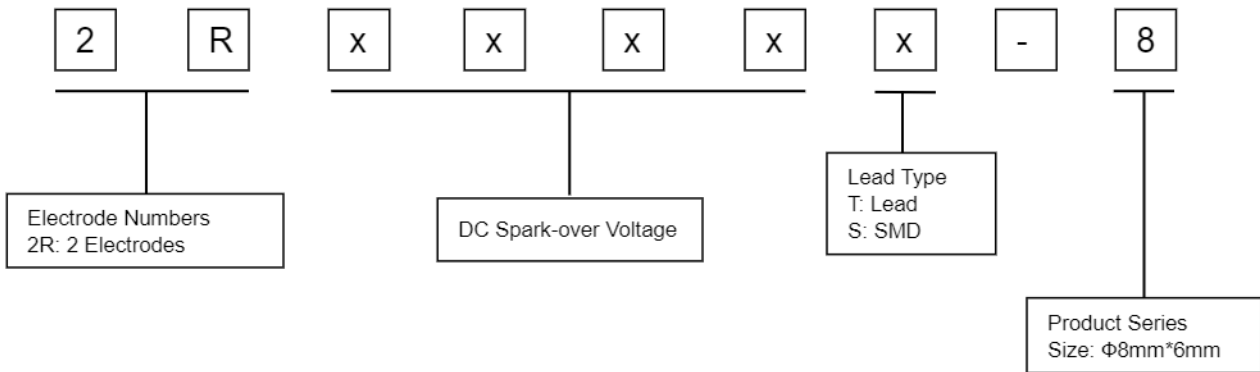 2 R x x x x x - 8
Electrode Numbers
2R: 2 Electrodes
DC Spark-over Voltage
Lead Type
T: Lead
S: SMD
Product Series
Size: Φ8mm*6mm